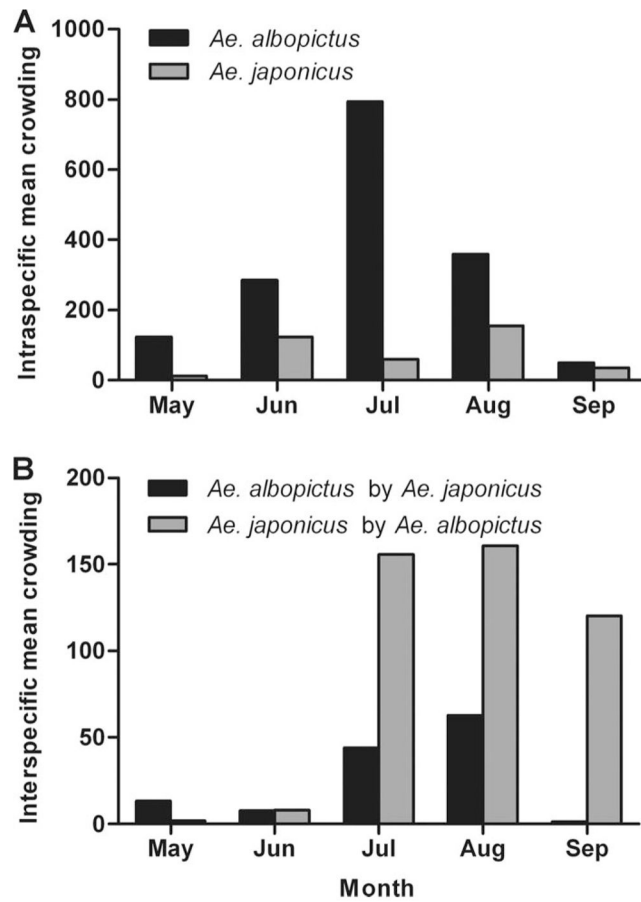 A
Intraspecific mean crowding
1000
800
600
400
200
0
Ae. albopictus
Ae. japonicus
May Jun Jul Aug Sep
B
Interspecific mean crowding
200
150
100
50
0
Ae. albopictus by Ae. japonicus
Ae. japonicus by Ae. albopictus
May Jun Jul Aug Sep
Month